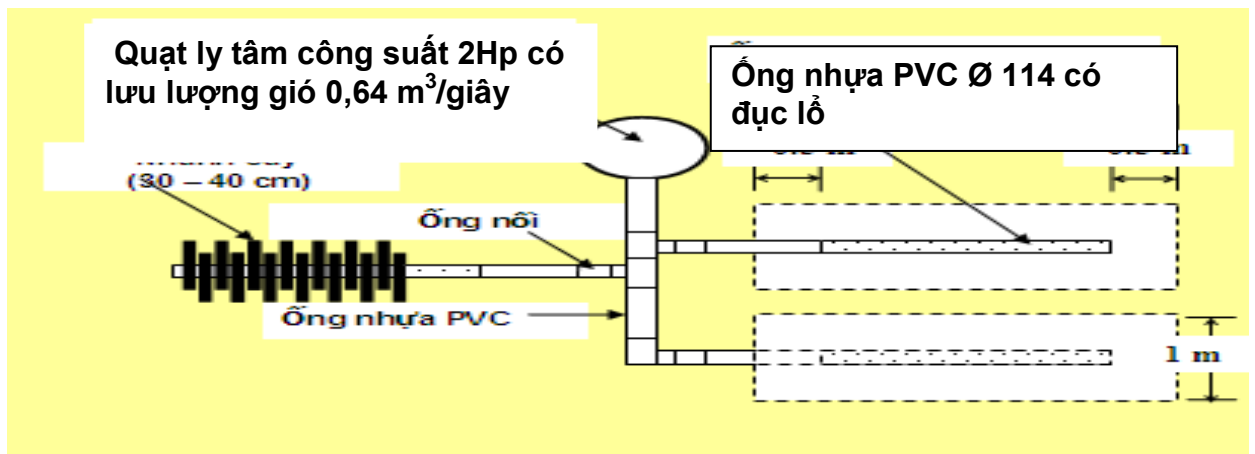 Quạt ly tâm công suất 2Hp có
lưu lượng gió 0,64 m³/giây
Ống nhựa PVC Ø 114 có
đục lổ
m
m
(30 – 40 cm)
Ống nối
Ống nhựa PVC
1 m